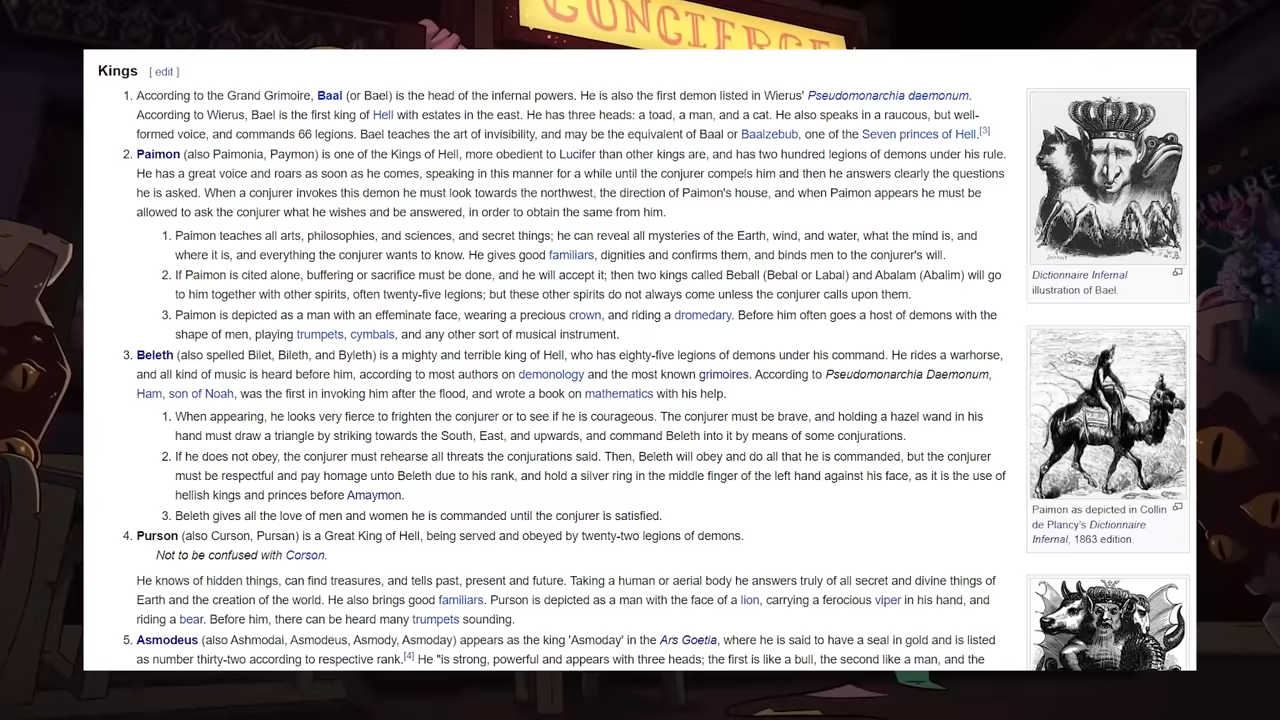 CONCIERGE
Kings [ edit ]
1. According to the Grand Grimoire, Baal (or Bael) is the head of the infernal powers. He is also the first demon listed in Wierus' Pseudomonarchia daemonum.
According to Wierus, Bael is the first king of Hell with estates in the east. He has three heads: a toad, a man, and a cat. He also speaks in a raucous, but well-
formed voice, and commands 66 legions. Bael teaches the art of invisibility, and may be the equivalent of Baal or Baalzebub, one of the Seven princes of Hell.[3]
2. Paimon (also Paimonia, Paymon) is one of the Kings of Hell, more obedient to Lucifer than other kings are, and has two hundred legions of demons under his rule.
He has a great voice and roars as soon as he comes, speaking in this manner for a while until the conjurer compels him and then he answers clearly the questions
he is asked. When a conjurer invokes this demon he must look towards the northwest, the direction of Paimon's house, and when Paimon appears he must be
allowed to ask the conjurer what he wishes and be answered, in order to obtain the same from him.
1. Paimon teaches all arts, philosophies, and sciences, and secret things; he can reveal all mysteries of the Earth, wind, and water, what the mind is, and
where it is, and everything the conjurer wants to know. He gives good familiars, dignities and confirms them, and binds men to the conjurer's will.
2. If Paimon is cited alone, buffering or sacrifice must be done, and he will accept it; then two kings called Beball (Bebal or Labal) and Abalam (Abalim) will go
to him together with other spirits, often twenty-five legions; but these other spirits do not always come unless the conjurer calls upon them.
3. Paimon is depicted as a man with an effeminate face, wearing a precious crown, and riding a dromedary. Before him often goes a host of demons with the
shape of men, playing trumpets, cymbals, and any other sort of musical instrument.
3. Beleth (also spelled Bilet, Bileth, and Byleth) is a mighty and terrible king of Hell, who has eighty-five legions of demons under his command. He rides a warhorse,
and all kind of music is heard before him, according to most authors on demonology and the most known grimoires. According to Pseudomonarchia Daemonum,
Ham, son of Noah, was the first in invoking him after the flood, and wrote a book on mathematics with his help.
1. When appearing, he looks very fierce to frighten the conjurer or to see if he is courageous. The conjurer must be brave, and holding a hazel wand in his
hand must draw a triangle by striking towards the South, East, and upwards, and command Beleth into it by means of some conjurations.
2. If he does not obey, the conjurer must rehearse all threats the conjurations said. Then, Beleth will obey and do all that he is commanded, but the conjurer
must be respectful and pay homage unto Beleth due to his rank, and hold a silver ring in the middle finger of the left hand against his face, as it is the use of
hellish kings and princes before Amaymon.
3. Beleth gives all the love of men and women he is commanded until the conjurer is satisfied.
4. Purson (also Curson, Pursan) is a Great King of Hell, being served and obeyed by twenty-two legions of demons.
Not to be confused with Corson.
He knows of hidden things, can find treasures, and tells past, present and future. Taking a human or aerial body he answers truly of all secret and divine things of
Earth and the creation of the world. He also brings good familiars. Purson is depicted as a man with the face of a lion, carrying a ferocious viper in his hand, and
riding a bear. Before him, there can be heard many trumpets sounding.
5. Asmodeus (also Ashmodai, Asmodeus, Asmody, Asmoday) appears as the king 'Asmoday' in the Ars Goetia, where he is said to have a seal in gold and is listed
as number thirty-two according to respective rank.[4] He "is strong, powerful and appears with three heads; the first is like a bull, the second like a man, and the
Dictionnaire Infernal
illustration of Bael.
Paimon as depicted in Collin
de Plancy's Dictionnaire
Infernal, 1863 edition.